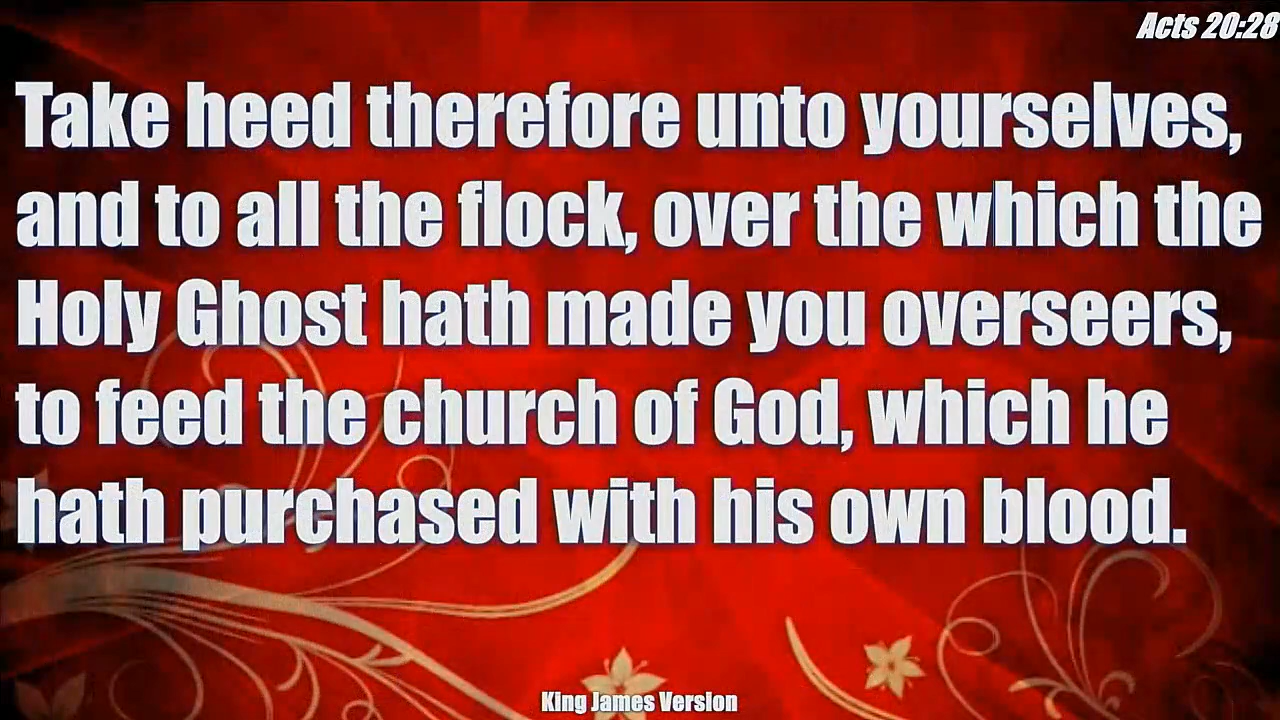 Acts 20:28
Take heed therefore unto yourselves,
and to all the flock, over the which the
Holy Ghost hath made you overseers,
to feed the church of God, which he
hath purchased with his own blood.
King James Version